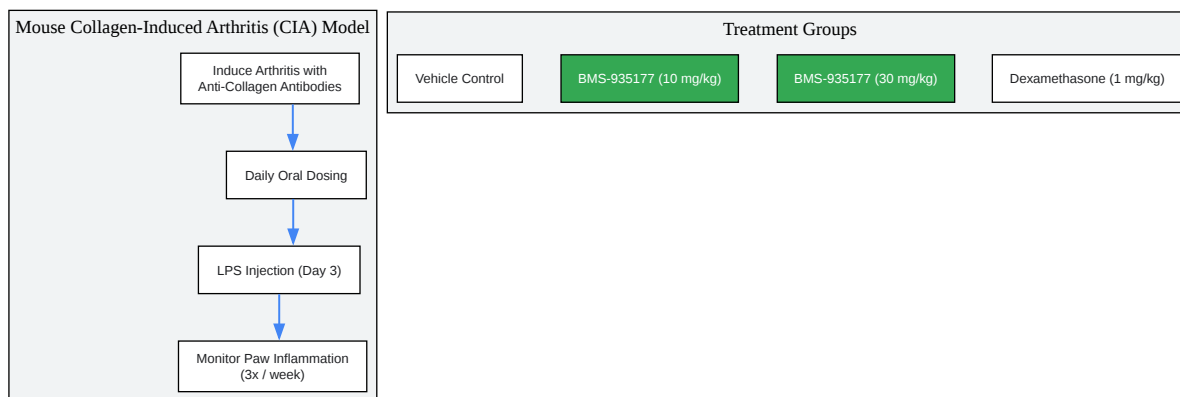 Mouse Collagen-Induced Arthritis (CIA) Model
Induce Arthritis with
Anti-Collagen Antibodies
Daily Oral Dosing
LPS Injection (Day 3)
Monitor Paw Inflammation
(3x / week)
Treatment Groups
Vehicle Control
BMS-935177 (10 mg/kg)
BMS-935177 (30 mg/kg)
Dexamethasone (1 mg/kg)